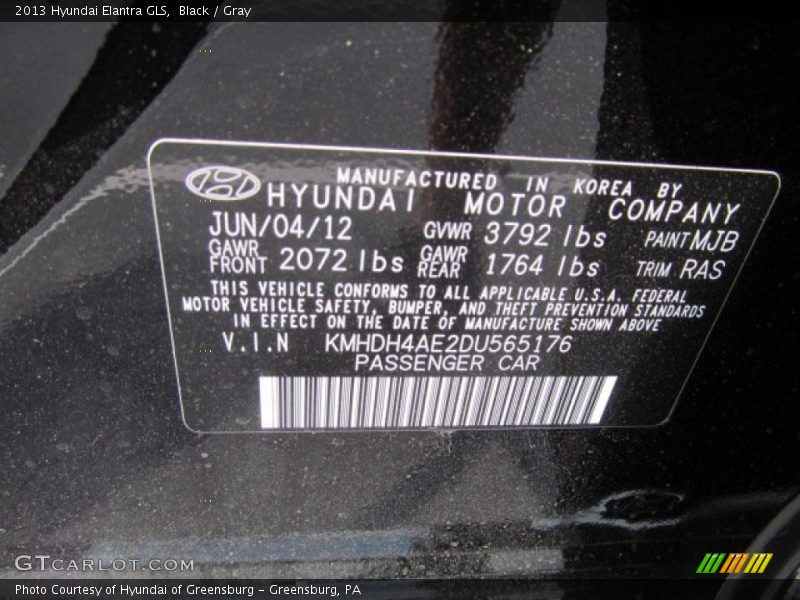 2013 Hyundai Elantra GLS, Black / Gray
MANUFACTURED IN KOREA BY
HYUNDAI MOTOR COMPANY
JUN/04/12 GVWR 3792 lbs PAINT MJB
GAWR FRONT 2072 lbs GAWR REAR 1764 lbs TRIM RAS
THIS VEHICLE CONFORMS TO ALL APPLICABLE U.S.A. FEDERAL
MOTOR VEHICLE SAFETY, BUMPER, AND THEFT PREVENTION STANDARDS
IN EFFECT ON THE DATE OF MANUFACTURE SHOWN ABOVE
V.I.N KMHDH4AE2DU565176
PASSENGER CAR
GTCARLOT.COM
Photo Courtesy of Hyundai of Greensburg - Greensburg, PA